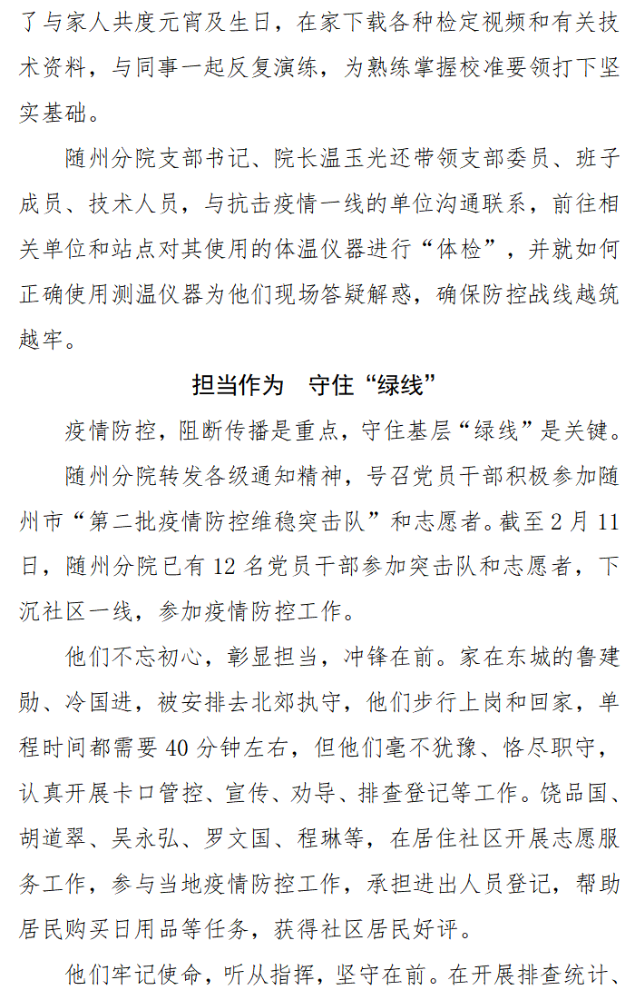 了与家人共度元宵及生日，在家下载各种检定视频和有关技
术资料，与同事一起反复演练，为熟练掌握校准要领打下坚
实基础。
随州分院支部书记、院长温玉光还带领支部委员、班子
成员、技术人员，与抗击疫情一线的单位沟通联系，前往相
关单位和站点对其使用的体温仪器进行“体检”，并就如何
正确使用测温仪器为他们现场答疑解惑，确保防控战线越筑
越牢。
担当作为　守住“绿线”
疫情防控，阻断传播是重点，守住基层“绿线”是关键。
随州分院转发各级通知精神，号召党员干部积极参加随
州市“第二批疫情防控维稳突击队”和志愿者。截至 2 月 11
日，随州分院已有 12 名党员干部参加突击队和志愿者，下
沉社区一线，参加疫情防控工作。
他们不忘初心，彰显担当，冲锋在前。家在东城的鲁建
勋、冷国进，被安排去北郊执守，他们步行上岗和回家，单
程时间都需要 40 分钟左右，但他们毫不犹豫、恪尽职守，
认真开展卡口管控、宣传、劝导、排查登记等工作。饶品国、
胡道翠、吴永弘、罗文国、程琳等，在居住社区开展志愿服
务工作，参与当地疫情防控工作，承担进出人员登记，帮助
居民购买日用品等任务，获得社区居民好评。
他们牢记使命，听从指挥，坚守在前。在开展排查统计、